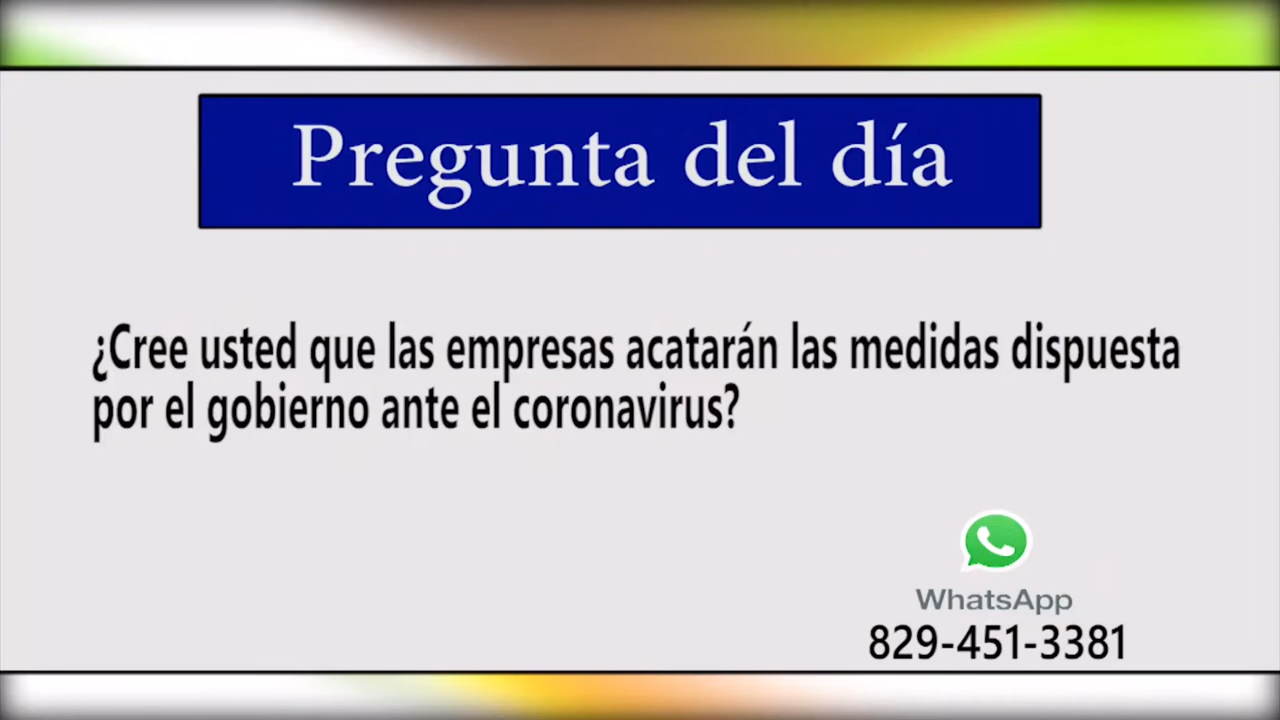 Pregunta del día
¿Cree usted que las empresas acatarán las medidas dispuesta
por el gobierno ante el coronavirus?
WhatsApp
829-451-3381